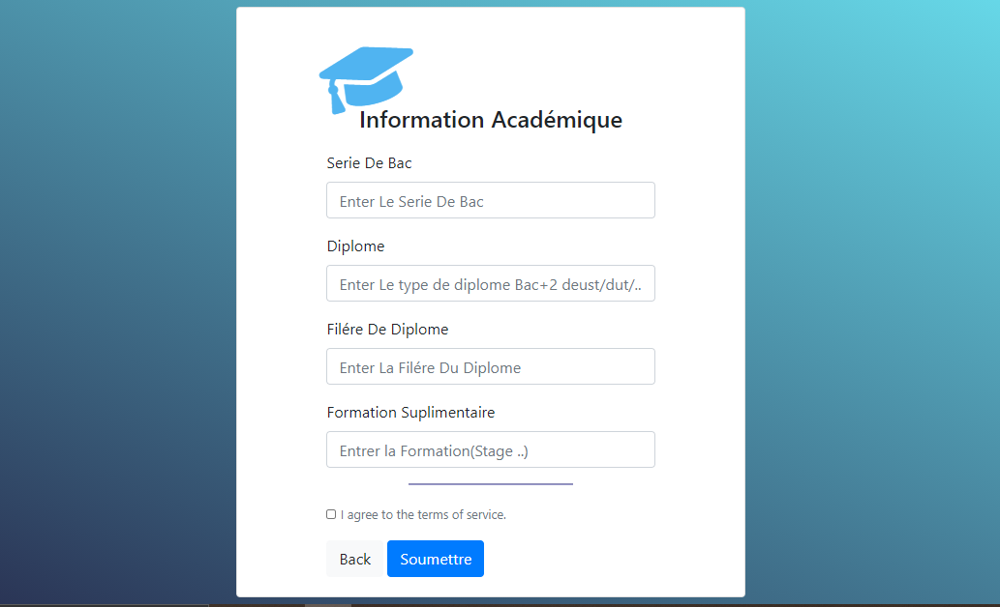 Information Académique
Serie De Bac
Enter Le Serie De Bac
Diplome
Enter Le type de diplome Bac+2 deust/dut/..
Filére De Diplome
Enter La Filére Du Diplome
Formation Suplimentaire
Entrer la Formation(Stage ..)
I agree to the terms of service.
Back Soumettre